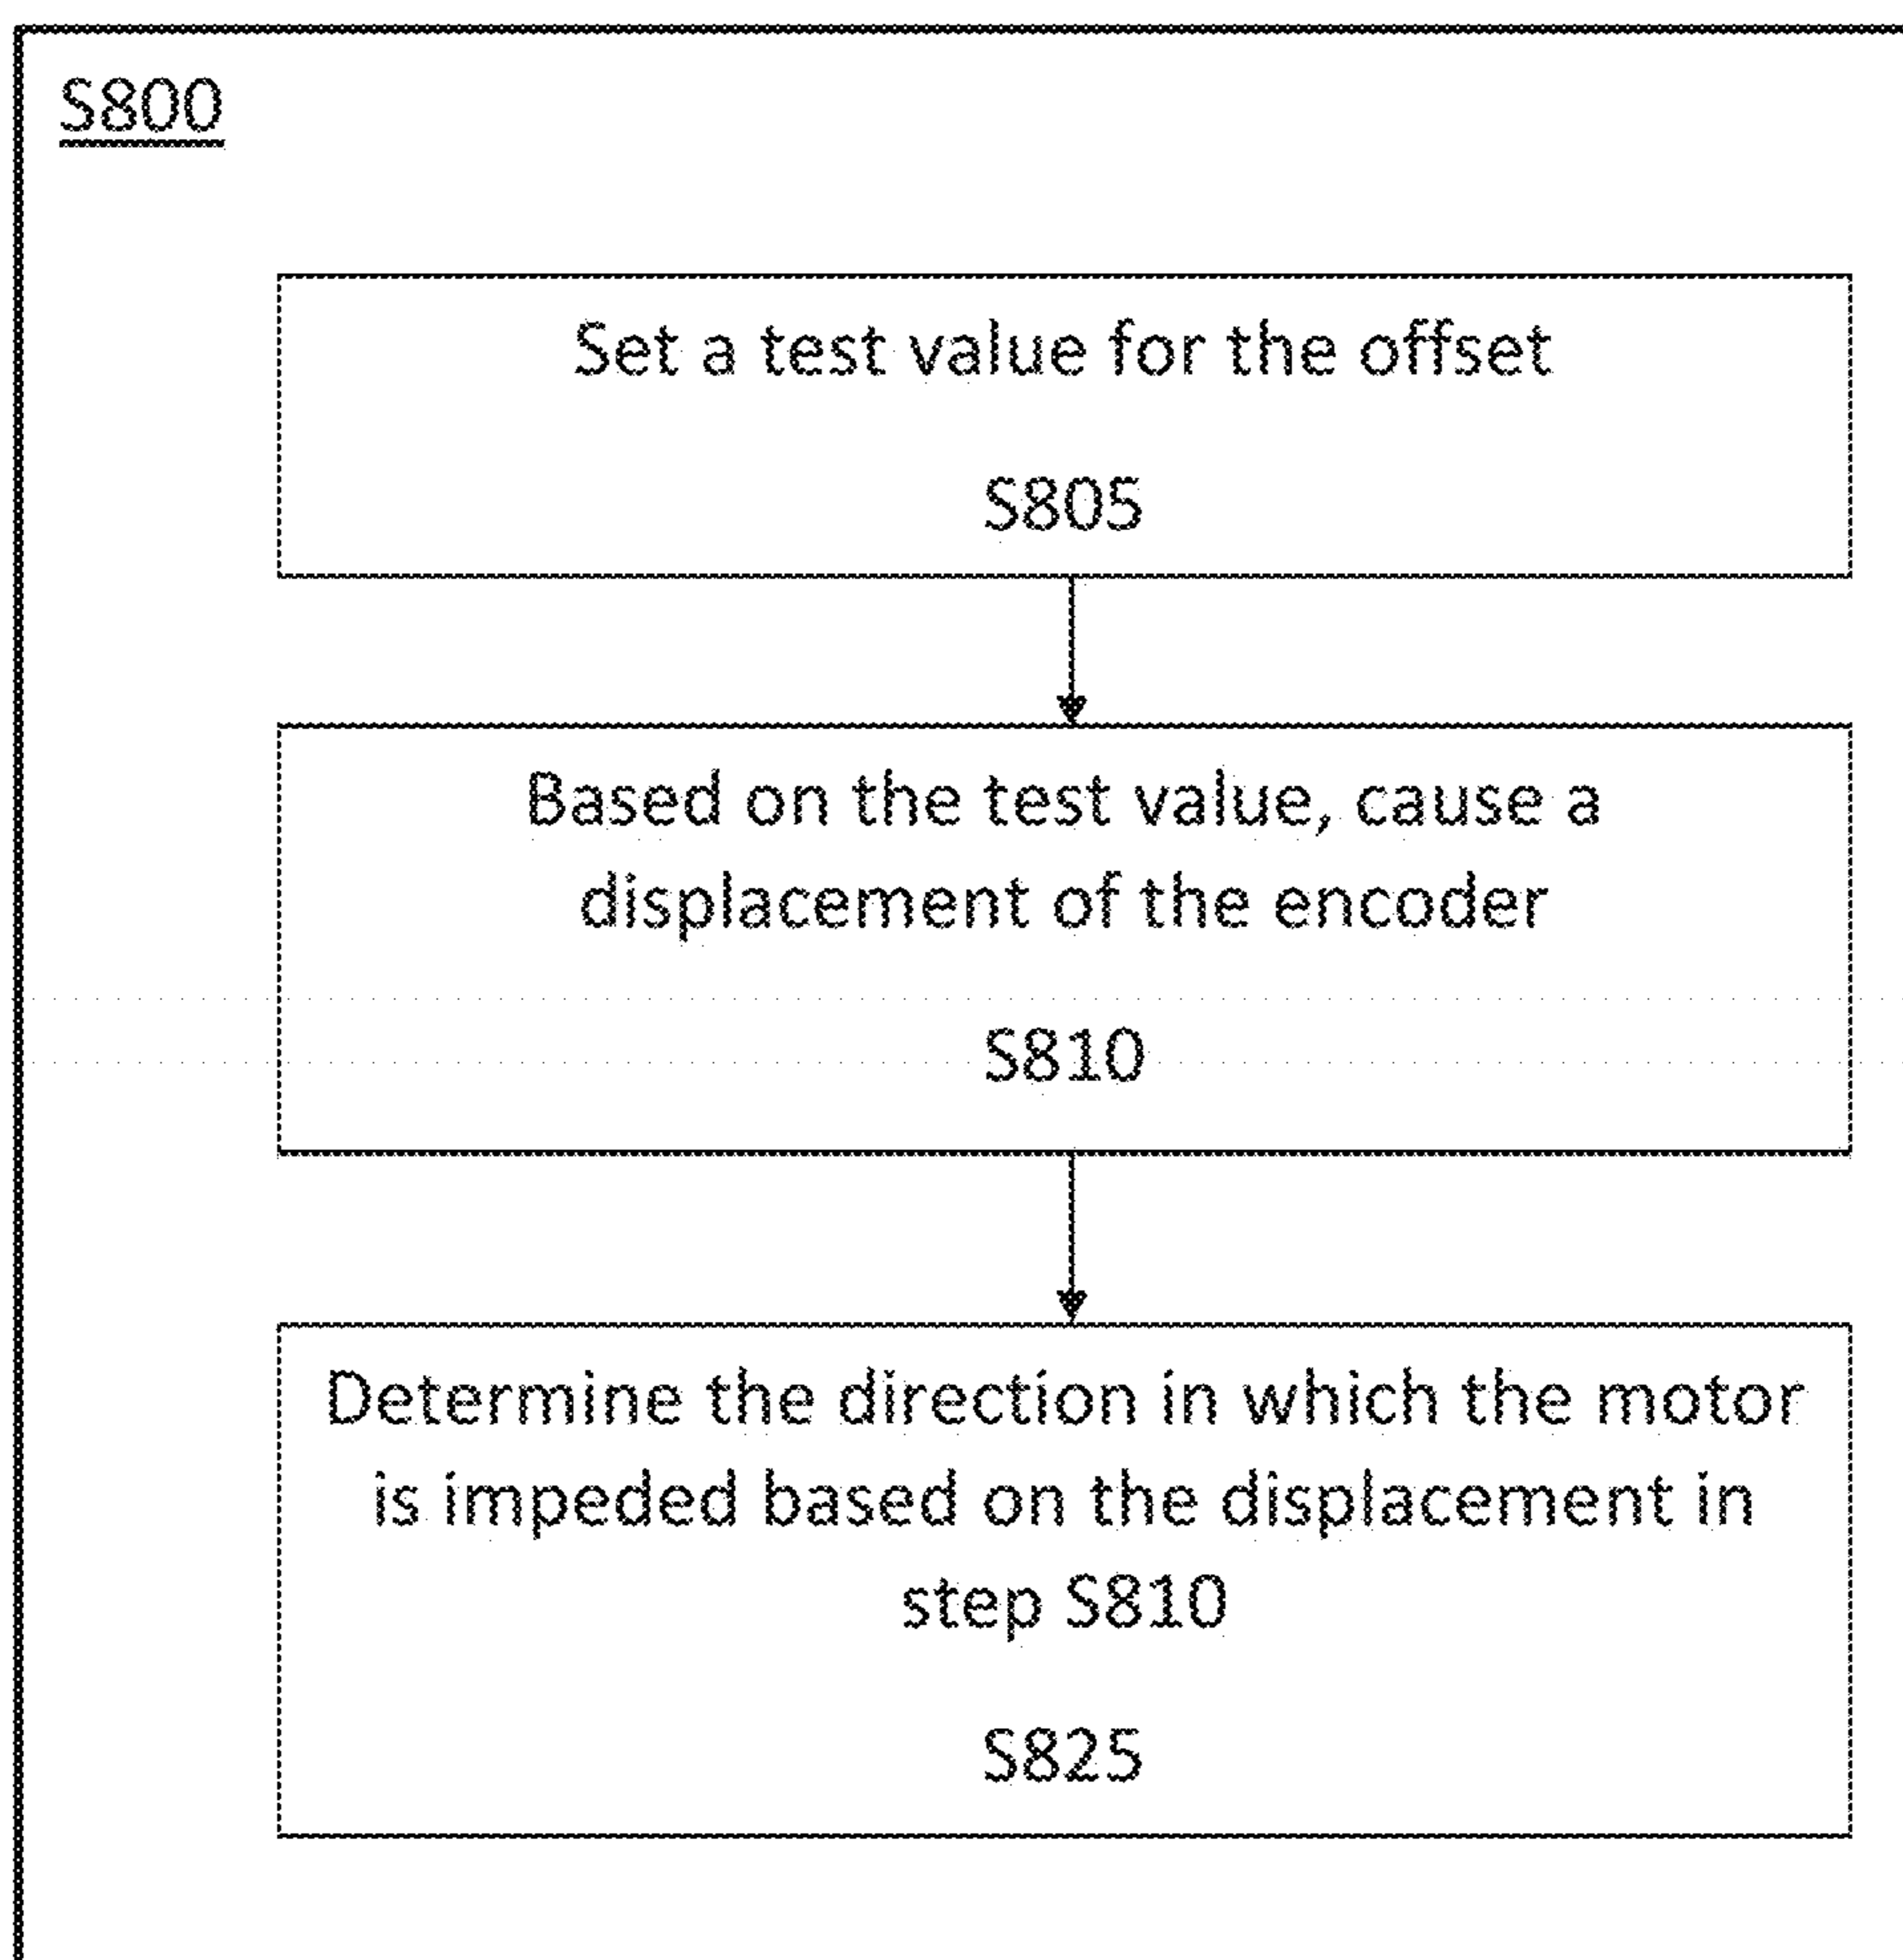 S800
Set a test value for the offset
S805
Based on the test value, cause a
displacement of the encoder
S810
Determine the direction in which the motor
is impeded based on the displacement in
step S810
S825